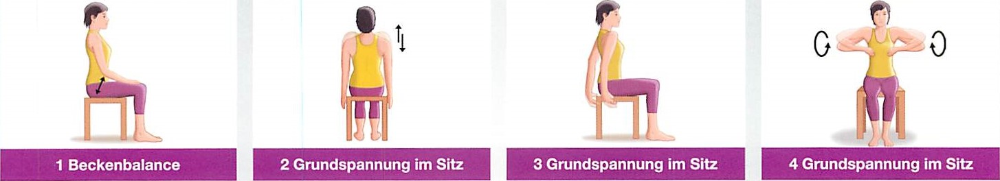 1 Beckenbalance
2 Grundspannung im Sitz
3 Grundspannung im Sitz
4 Grundspannung im Sitz